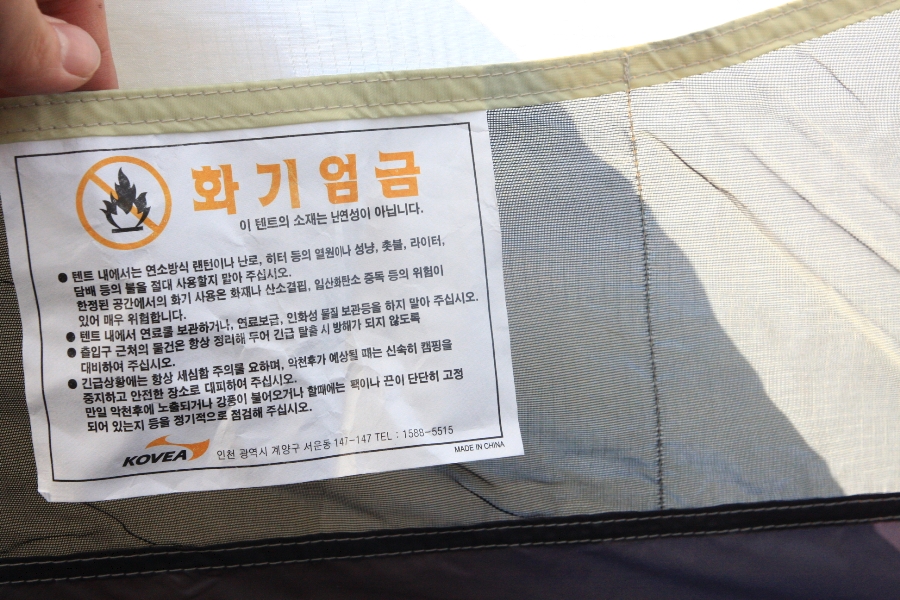 화기엄금
이 텐트의 소재는 난연성이 아닙니다.
● 텐트 내에서는 연소방식 랜턴이나 난로, 히터 등의 열원이나 성냥, 촛불, 라이터,
담배 등의 불을 절대 사용할지 맙아 주십시오.
한정된 공간에서의 화기 사용은 화재나 산소결핍, 일산화탄소 중독 등의 위험이
있어 매우 위험합니다.
● 텐트 내에서 연료를 보관하거나, 연료보급, 인화성 물질 보관등을 하지 말아 주십시오.
● 출입구 근처의 물건은 항상 정리해 두어 긴급 탈출 시 방해가 되지 않도록
대비하여 주십시오.
● 긴급상황에는 항상 세심함 주의를 요하며, 악천후가 예상될 때는 신속히 캠핑을
중지하고 안전한 장소로 대피하여 주십시오.
만일 악천후에 노출되거나 강풍이 불어오거나 할때에는 팩이나 끈이 단단히 고정
되어 있는지 등을 정기적으로 점검해 주십시오.
KOVEA 인천 광역시 계양구 서운동 147-147 TEL : 1588-5515
MADE IN CHINA